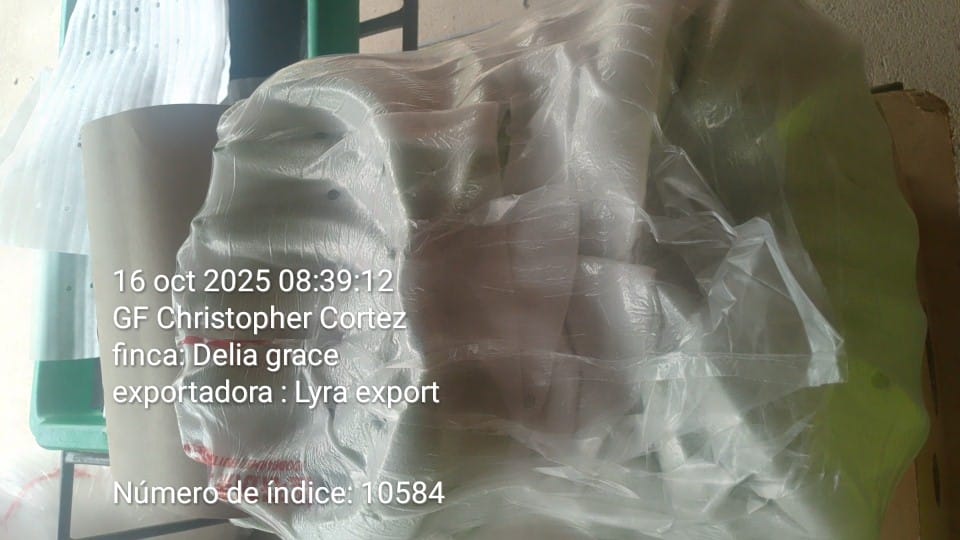 16 oct 2025 08:39:12
GF Christopher Cortez
finca: Delia grace
exportadora : Lyra export
Número de índice: 10584